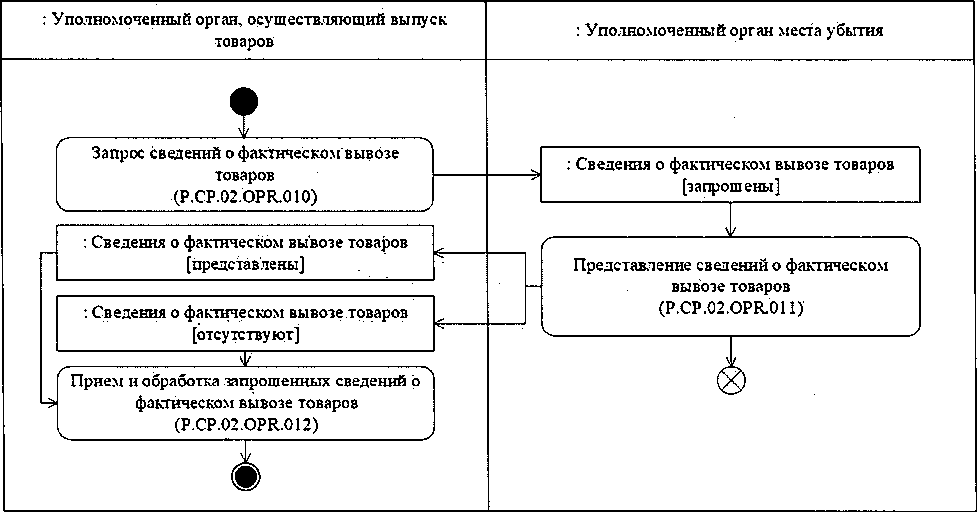 : Уполномоченный орган, осуществляющий выпуск
товаров
: Уполномоченный орган места убытия
Запрос сведений о фактическом вывозе
товаров
(P.CP.02.OPR.010)
: Сведения о фактическом вывозе товаров
[запрошены]
: Сведения о фактическом вывозе товаров
[представлены]
Представление сведений о фактическом
вывозе товаров
(P.CP.02.OPR.011)
: Сведения о фактическом вывозе товаров
[отсутствуют]
Прием и обработка запрошенных сведений о
фактическом вывозе товаров
(P.CP.02.OPR.012)